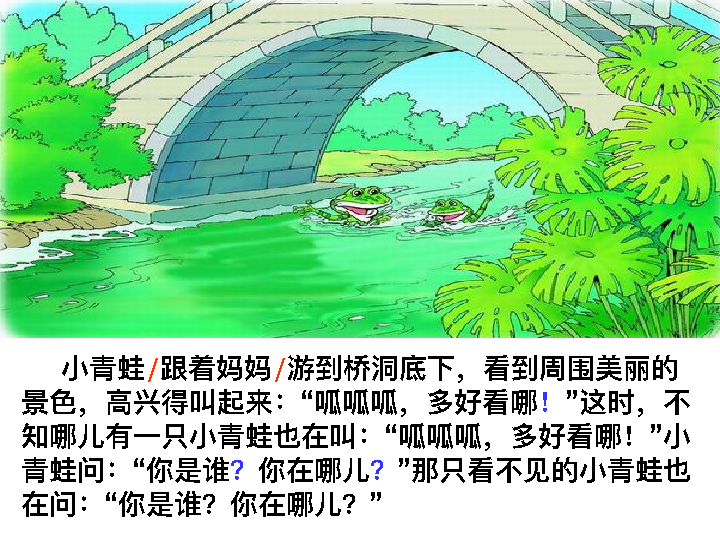 小青蛙/跟着妈妈/游到桥洞底下，看到周围美丽的
景色，高兴得叫起来：“呱呱呱，多好看哪！”这时，不
知哪儿有一只小青蛙也在叫：“呱呱呱，多好看哪！”小
青蛙问：“你是谁？你在哪儿？”那只看不见的小青蛙也
在问：“你是谁？你在哪儿？”